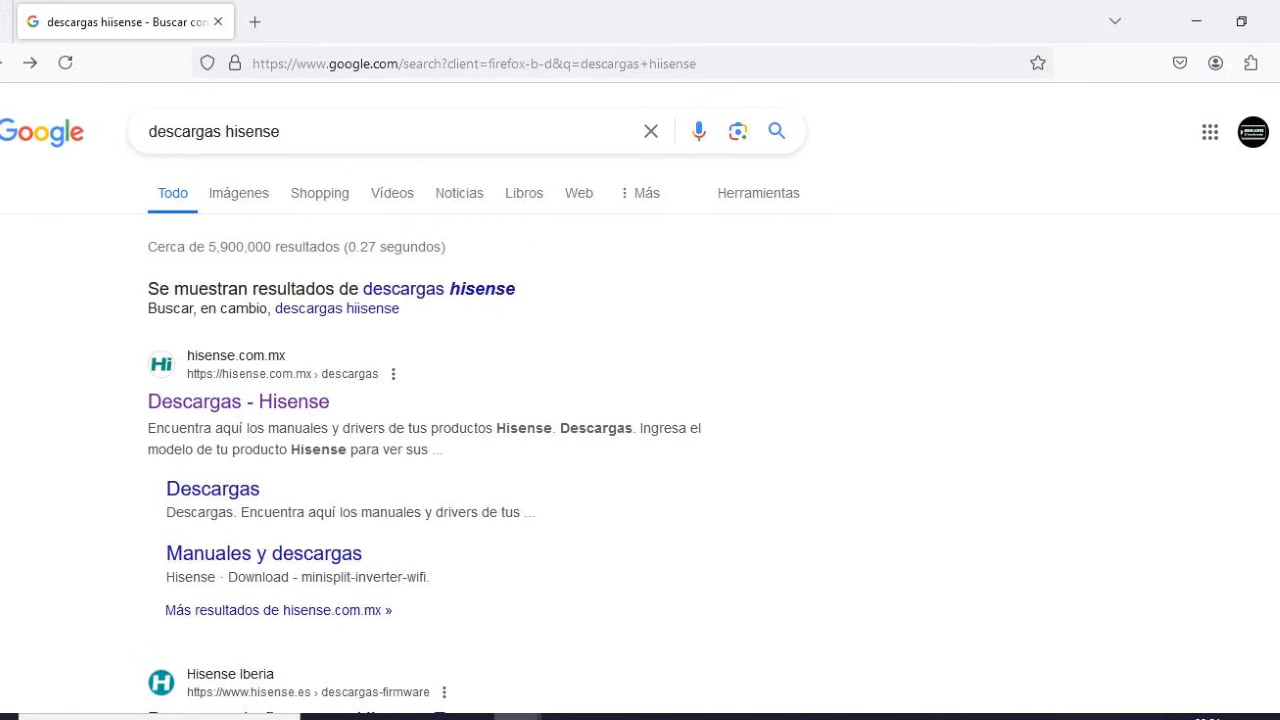 descargas hiisense - Buscar con
https://www.google.com/search?client=firefox-b-d&q=descargas+hiisense
Google
descargas hisense
Todo Imágenes Shopping Vídeos Noticias Libros Web Más Herramientas
Cerca de 5,900,000 resultados (0.27 segundos)
Se muestran resultados de descargas hisense
Buscar, en cambio, descargas hiisense
Hi
hisense.com.mx
https://hisense.com.mx › descargas
Descargas - Hisense
Encuentra aquí los manuales y drivers de tus productos Hisense. Descargas. Ingresa el
modelo de tu producto Hisense para ver sus ...
Descargas
Descargas. Encuentra aquí los manuales y drivers de tus ...
Manuales y descargas
Hisense · Download - minisplit-inverter-wifi.
Más resultados de hisense.com.mx »
H
Hisense Iberia
https://www.hisense.es › descargas-firmware